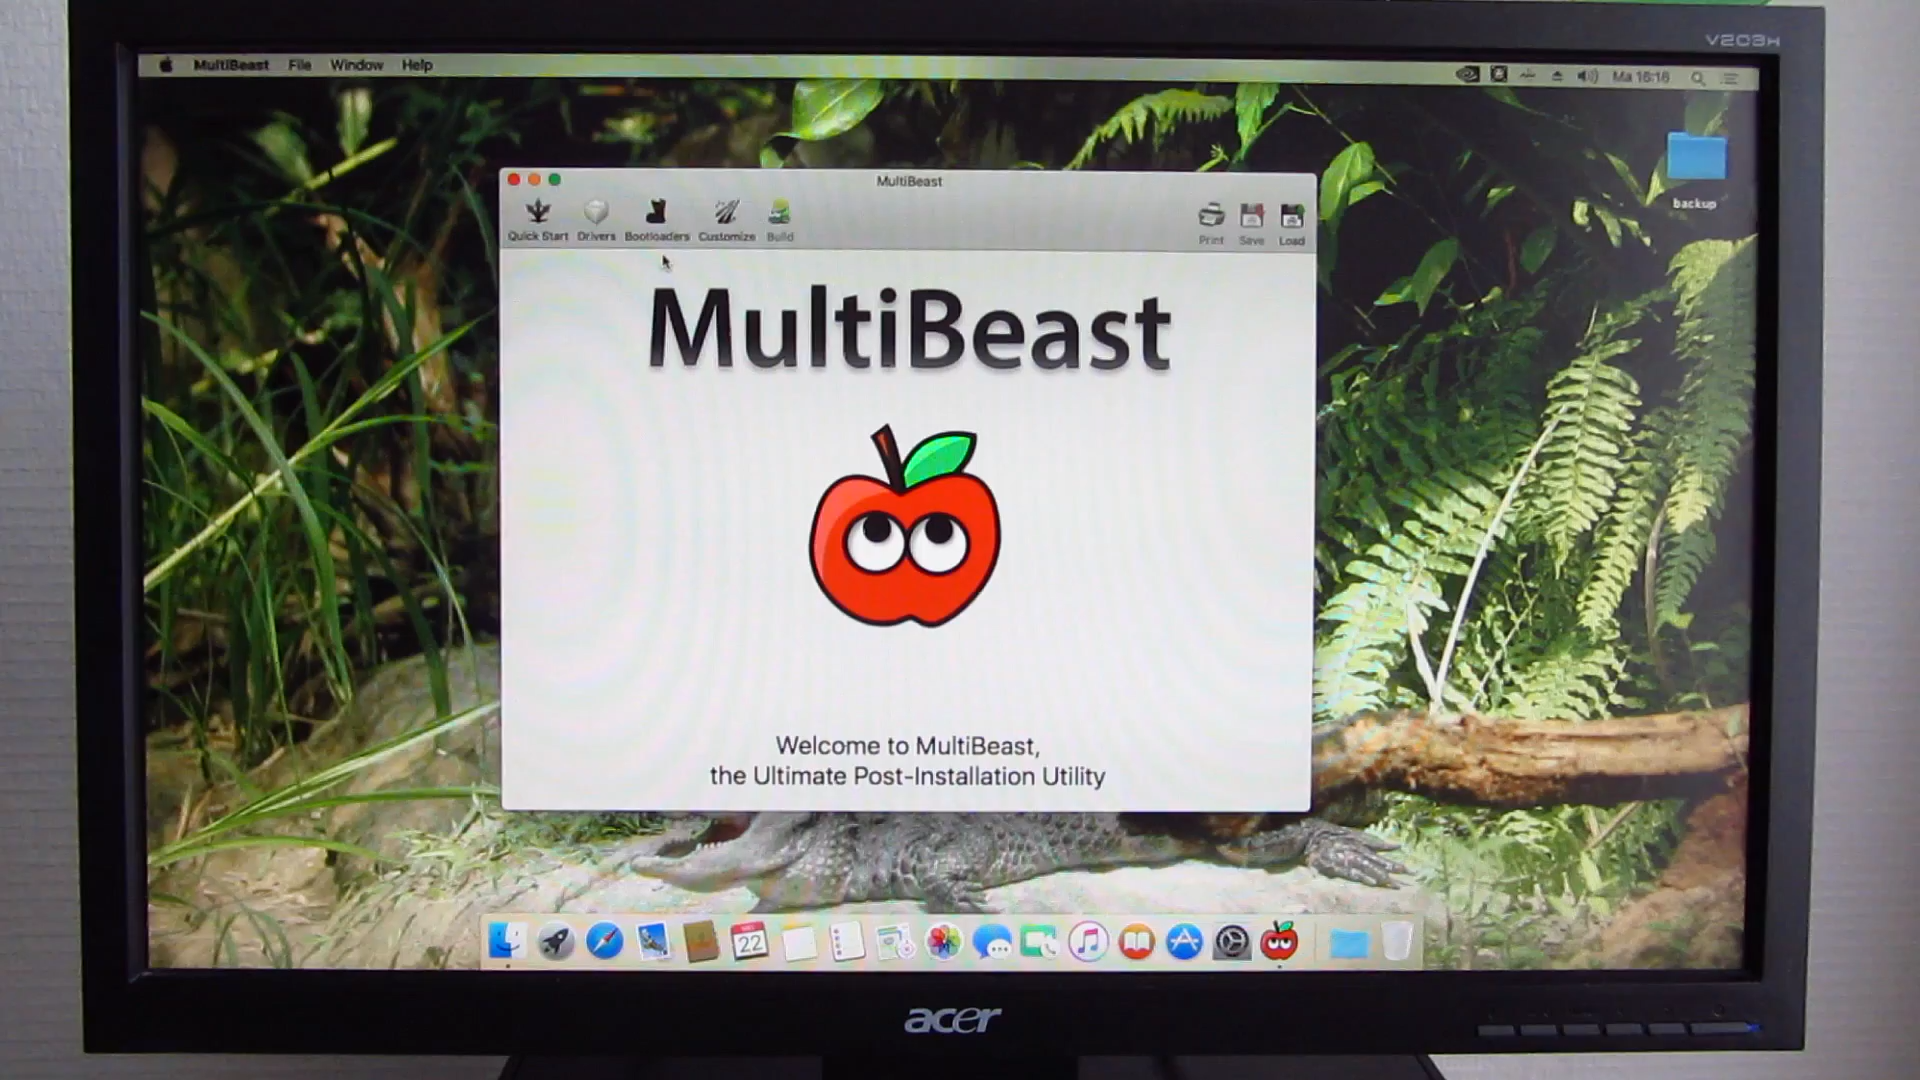 V203H
MultiBeast File Window Help
Ma 16:16
backup
MultiBeast
Quick Start Drivers Bootloaders Customize Build
Print Save Load
MultiBeast
Welcome to MultiBeast,
the Ultimate Post-Installation Utility
22
acer